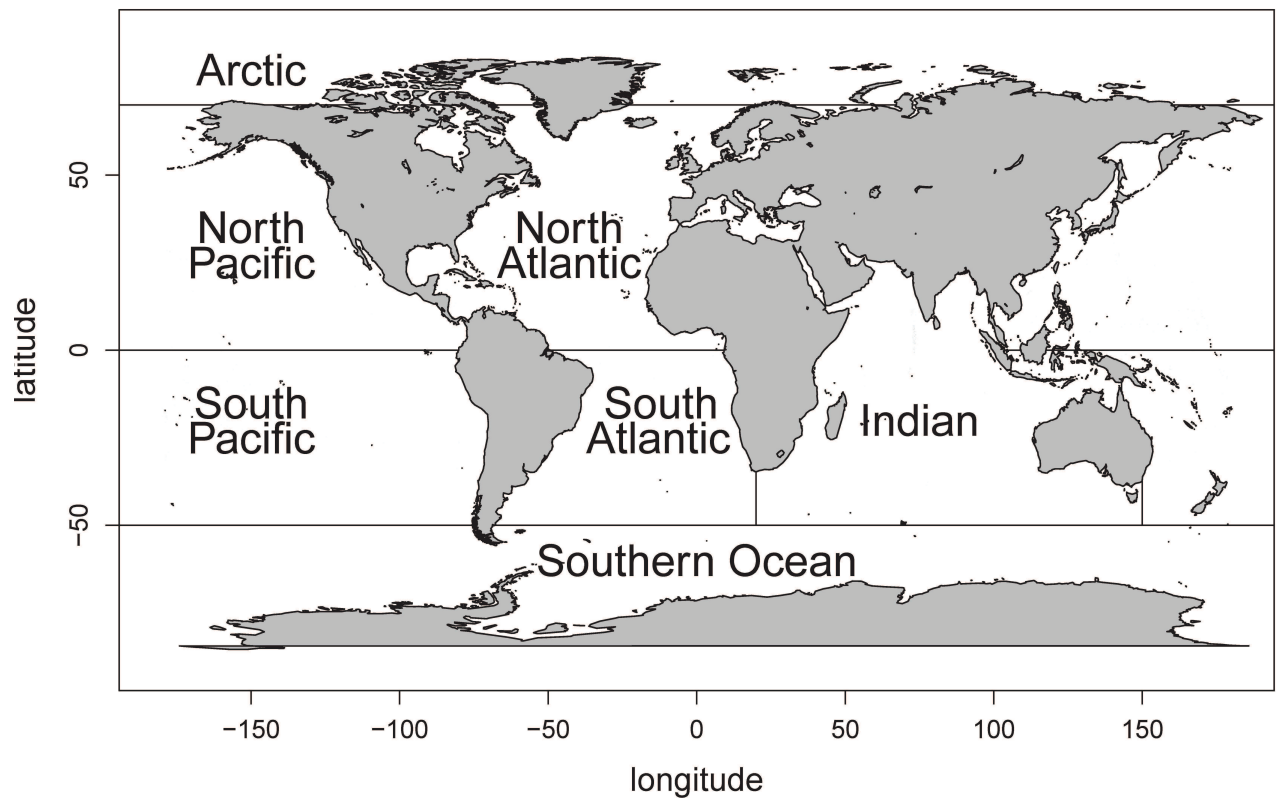 Arctic
50
North
Pacific
North
Atlantic
latitude
0
South
Pacific
South
Atlantic
Indian
−50
Southern Ocean
−150
−100
−50
0
50
100
150
longitude